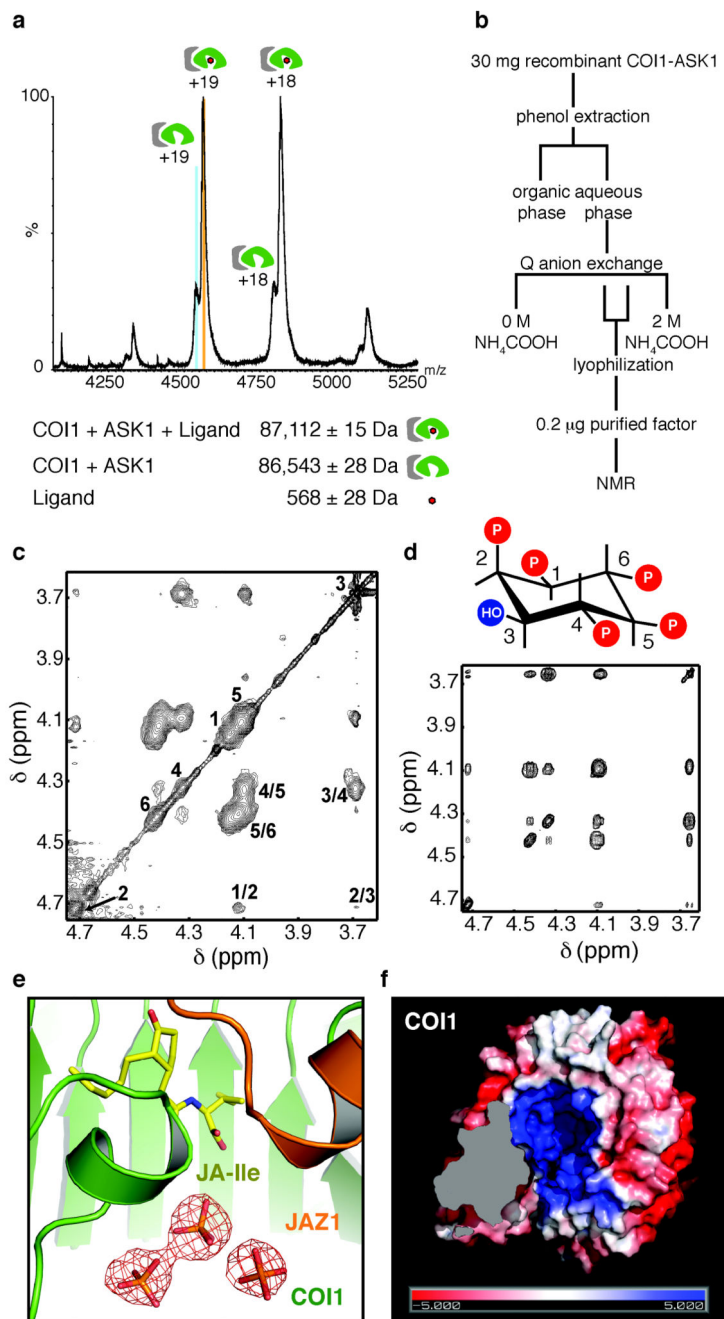 a
+19
+18
100
+19
+18
%
0
4250
4500
4750
5000
5250
m/z
COI1 + ASK1 + Ligand 87,112 ± 15 Da
COI1 + ASK1 86,543 ± 28 Da
Ligand 568 ± 28 Da
b
30 mg recombinant COI1-ASK1
phenol extraction
organic aqueous
phase phase
Q anion exchange
0 M 2 M
NH4COOH NH4COOH
lyophilization
0.2 μg purified factor
NMR
c
3.7
3.9
4.1
4.3
4.5
4.7
δ (ppm)
3
5
1
4
6
2
4/5
5/6
3/4
1/2
2/3
4.7 4.5 4.3 4.1 3.9 3.7
δ (ppm)
d
P
2
P
1
6
P
HO
3
4
P
5
P
3.7
3.9
4.1
4.3
4.5
4.7
δ (ppm)
4.7 4.5 4.3 4.1 3.9 3.7
δ (ppm)
e
JA-Ile
JAZ1
COI1
f
COI1
-5.000 5.000